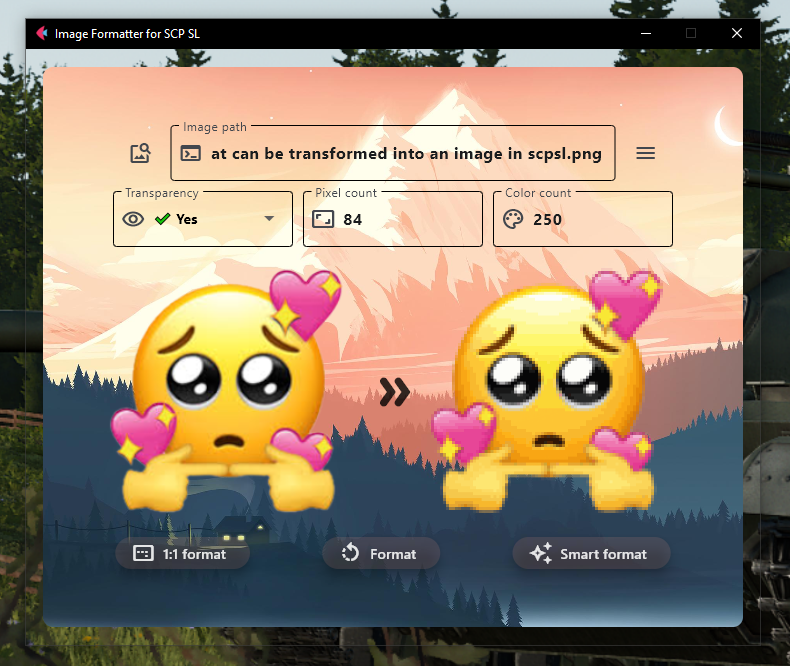 Image Formatter for SCP SL
Image path
at can be transformed into an image in scpsl.png
Transparency
Yes
Pixel count
84
Color count
250
1:1 format
Format
Smart format